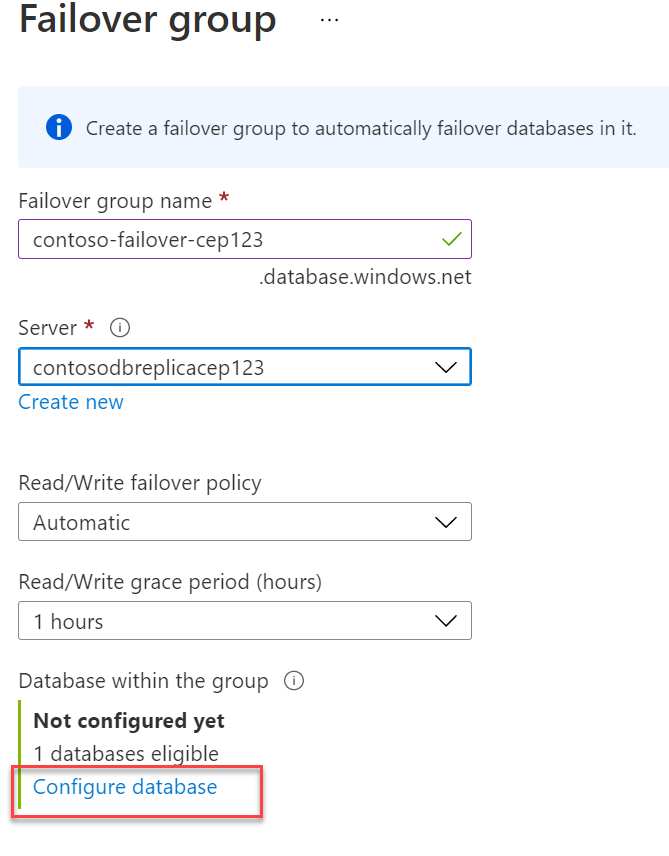 Failover group ...
Create a failover group to automatically failover databases in it.
Failover group name *
contoso-failover-cep123
.database.windows.net
Server *
contosodbreplicacep123
Create new
Read/Write failover policy
Automatic
Read/Write grace period (hours)
1 hours
Database within the group
Not configured yet
1 databases eligible
Configure database